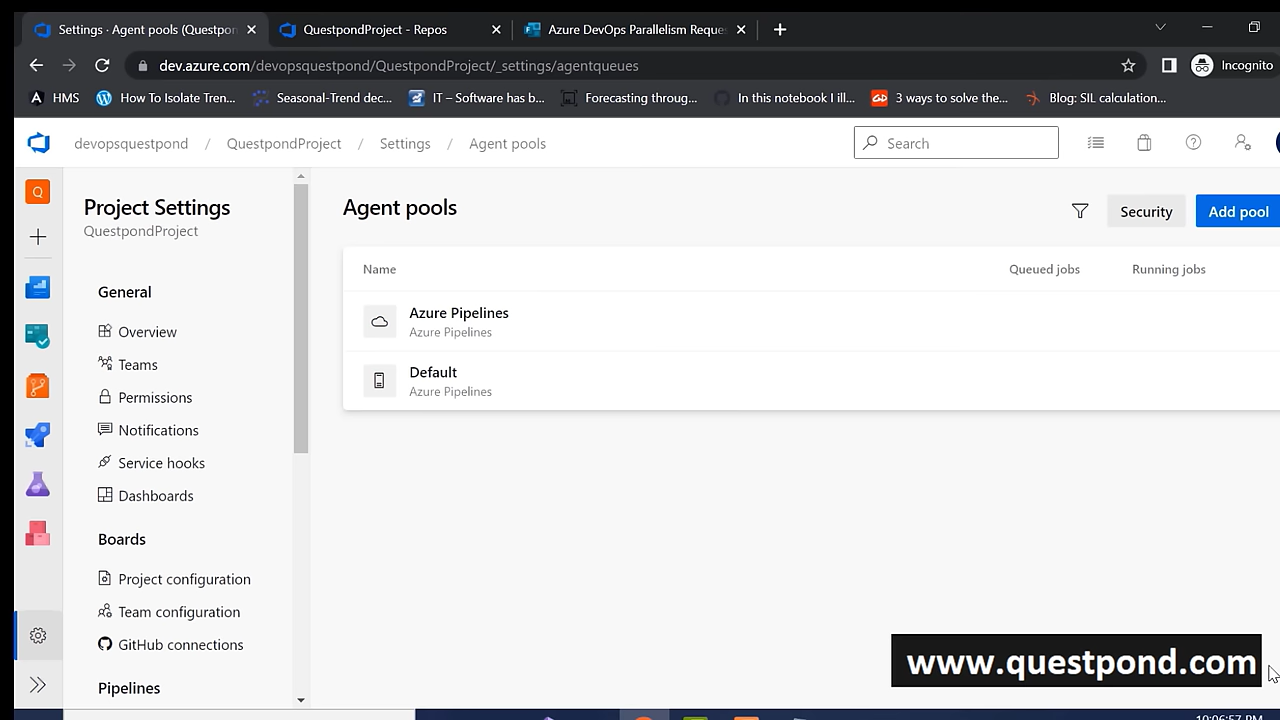 Settings · Agent pools (Questpon
QuestpondProject - Repos
Azure DevOps Parallelism Reque
dev.azure.com/devopsquestpond/QuestpondProject/_settings/agentqueues
Incognito
A HMS
How To Isolate Tren...
Seasonal-Trend dec...
IT – Software has b...
Forecasting throug...
In this notebook I ill...
3 ways to solve the...
Blog: SIL calculation...
devopsquestpond / QuestpondProject / Settings / Agent pools
Search
Q
Project Settings
QuestpondProject
General
Overview
Teams
Permissions
Notifications
Service hooks
Dashboards
Boards
Project configuration
Team configuration
GitHub connections
Pipelines
Agent pools
Security
Add pool
Name
Queued jobs
Running jobs
Azure Pipelines
Azure Pipelines
Default
Azure Pipelines
www.questpond.com
10:06:57 PM